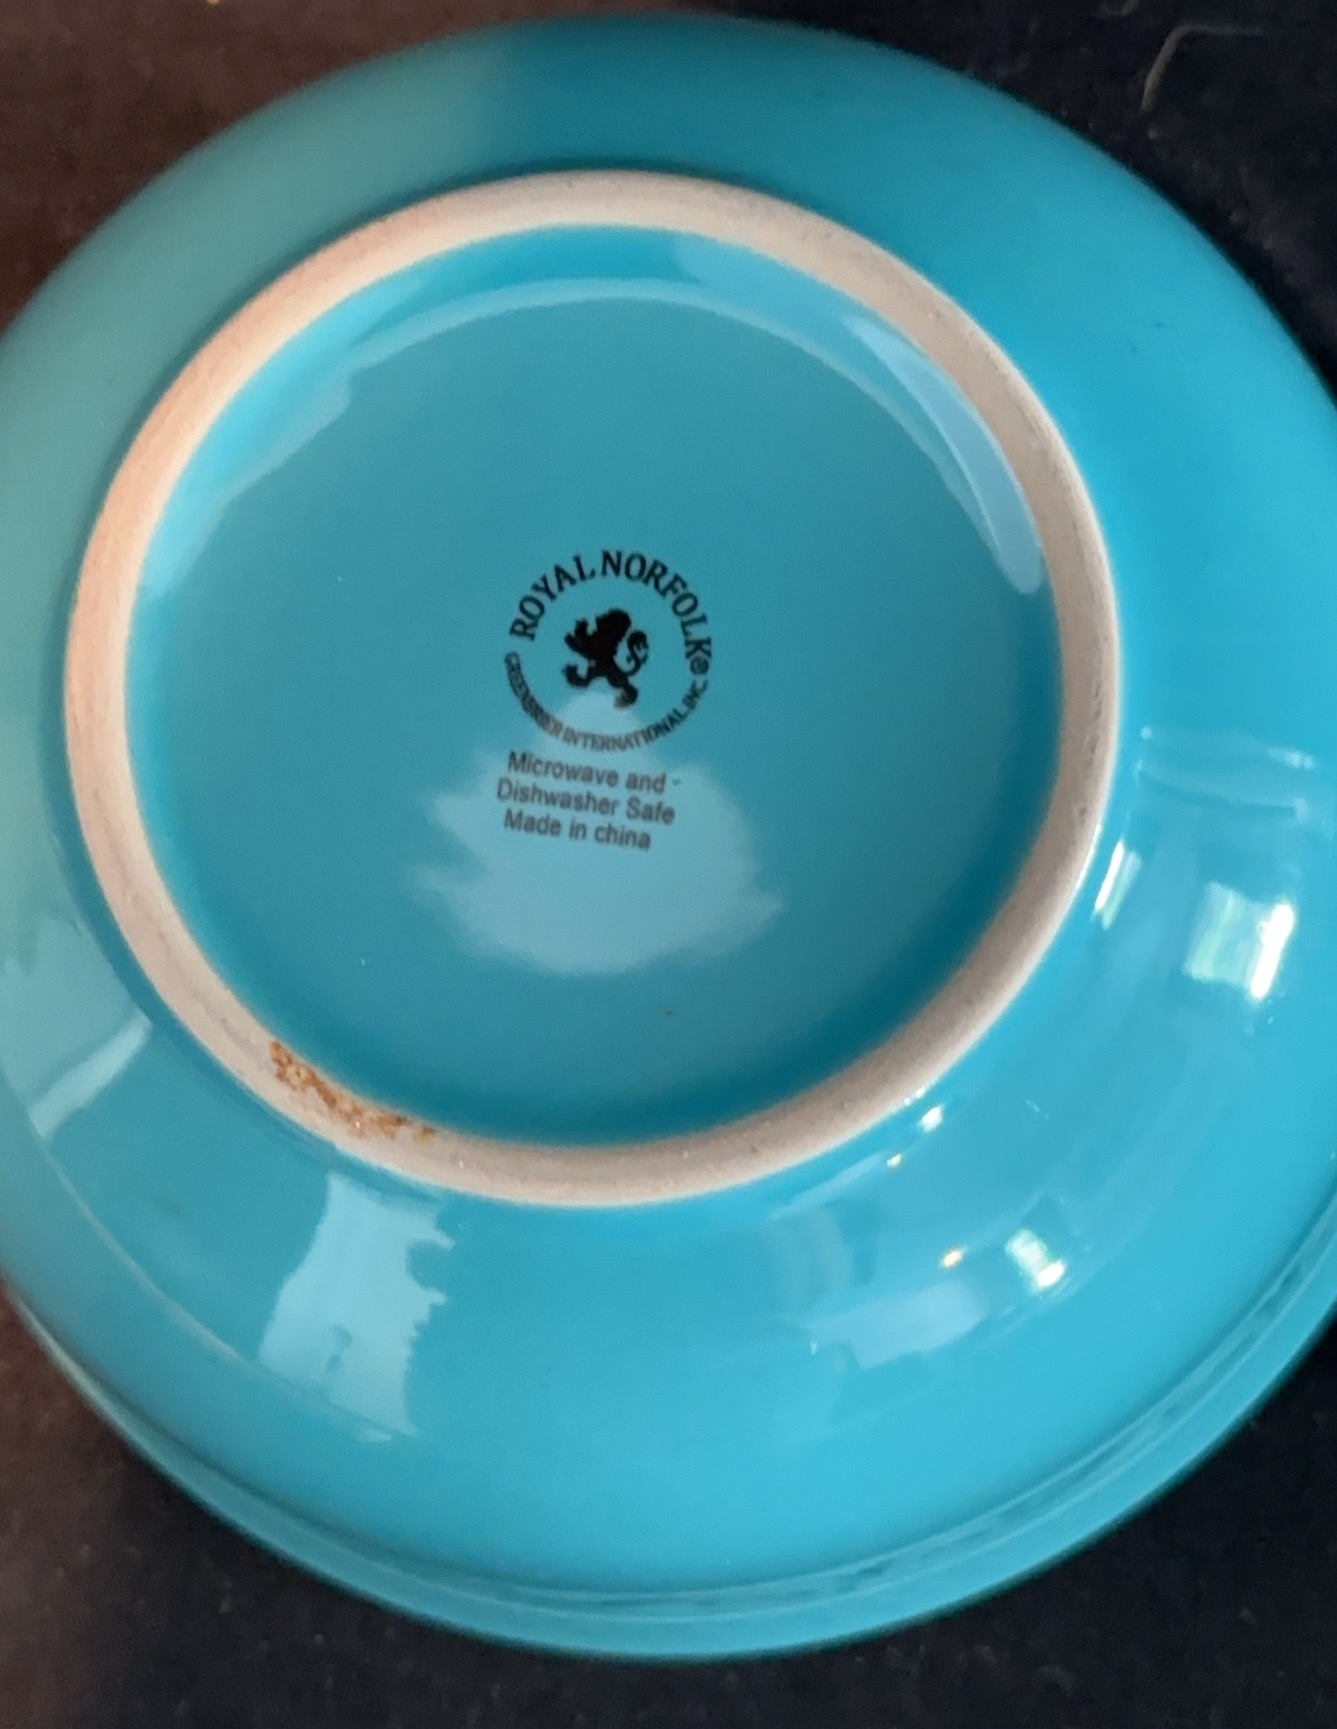 ROYAL NORFOLK®
GREENBRIER INTERNATIONAL, INC.
Microwave and -
Dishwasher Safe
Made in china